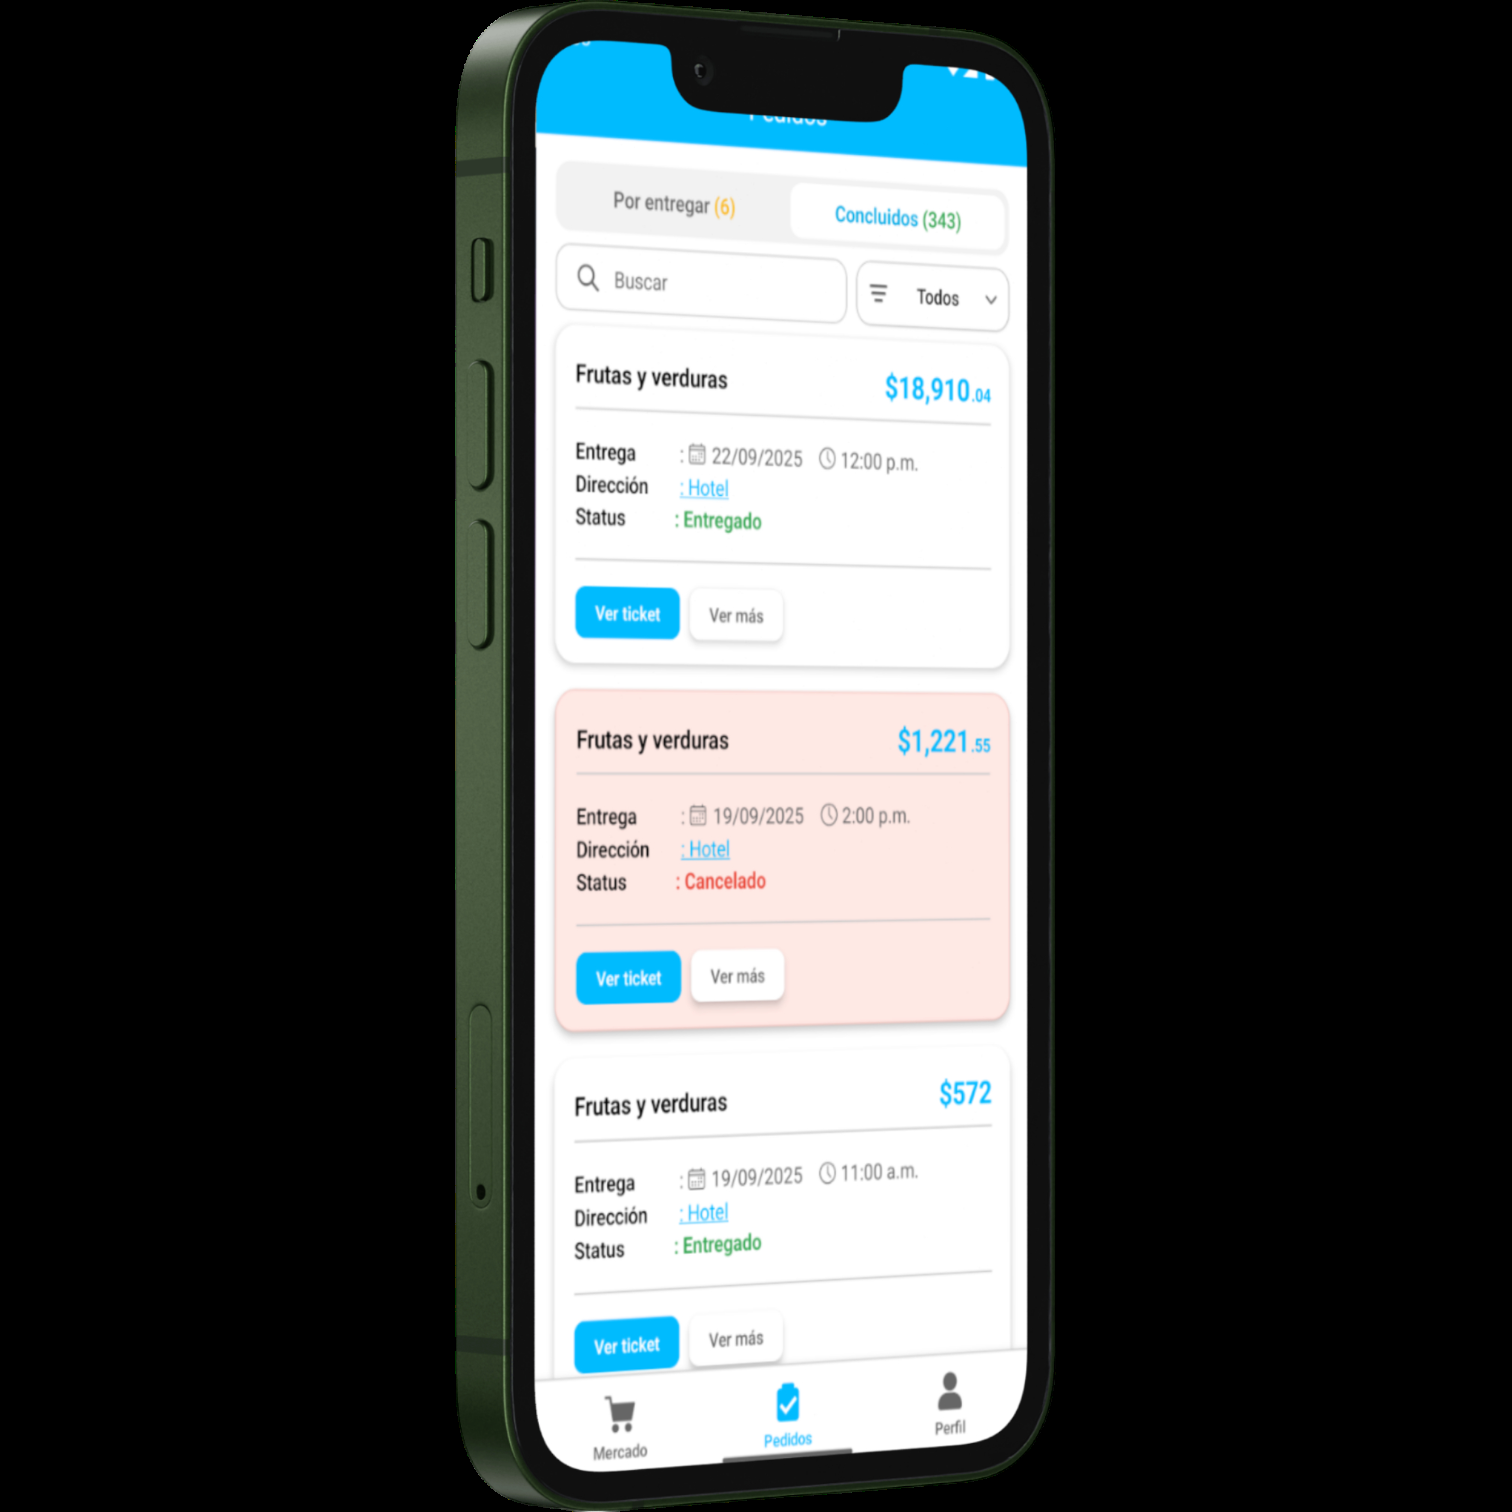 Pedidos
Por entregar (6)
Concluidos (343)
Buscar
Todos
Frutas y verduras
$18,910.04
Entrega : 22/09/2025 12:00 p.m.
Dirección : Hotel
Status : Entregado
Ver ticket
Ver más
Frutas y verduras
$1,221.55
Entrega : 19/09/2025 2:00 p.m.
Dirección : Hotel
Status : Cancelado
Ver ticket
Ver más
Frutas y verduras
$572
Entrega : 19/09/2025 11:00 a.m.
Dirección : Hotel
Status : Entregado
Ver ticket
Ver más
Mercado
Pedidos
Perfil